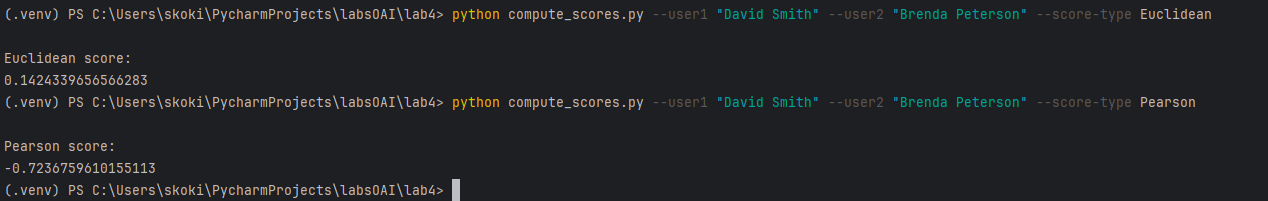 (.venv) PS C:\Users\skoki\PycharmProjects\labsOAI\lab4> python compute_scores.py --user1 "David Smith" --user2 "Brenda Peterson" --score-type Euclidean
Euclidean score:
0.1424339656566283
(.venv) PS C:\Users\skoki\PycharmProjects\labsOAI\lab4> python compute_scores.py --user1 "David Smith" --user2 "Brenda Peterson" --score-type Pearson
Pearson score:
-0.7236759610155113
(.venv) PS C:\Users\skoki\PycharmProjects\labsOAI\lab4>